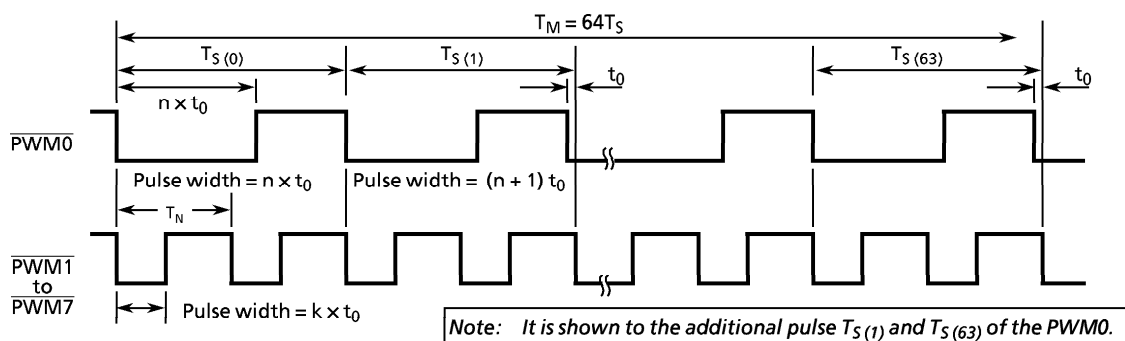 T_M = 64T_S
T_S (0) T_S (1) T_S (63)
t_0 t_0
n × t_0
PWM0
Pulse width = n × t_0 Pulse width = (n + 1) t_0
T_N
PWM1
to
PWM7
Pulse width = k × t_0
Note: It is shown to the additional pulse T_S (1) and T_S (63) of the PWM0.